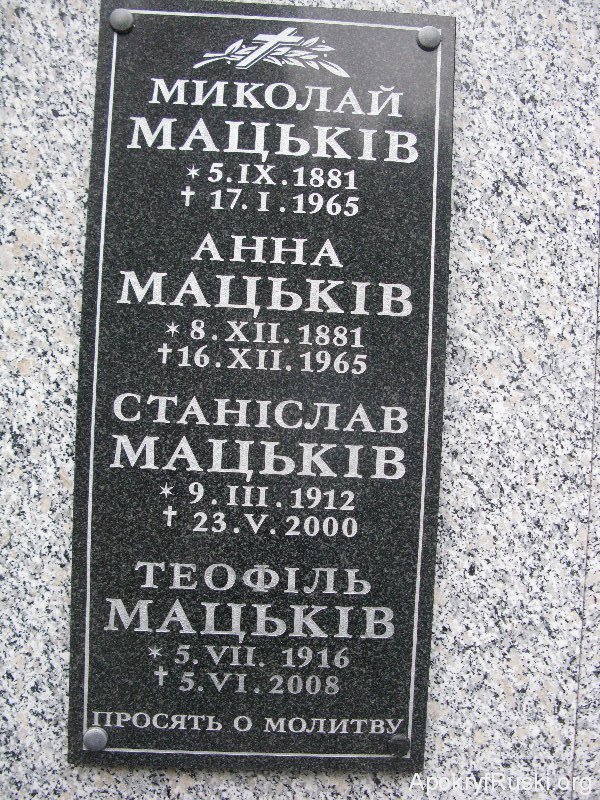 МИКОЛАЙ
МАЦЬКІВ
* 5.IX.1881
† 17.I.1965
АННА
МАЦЬКІВ
* 8.XII.1881
† 16.XII.1965
СТАНІСЛАВ
МАЦЬКІВ
* 9.III.1912
† 23.V.2000
ТЕОФІЛЬ
МАЦЬКІВ
* 5.VII.1916
† 5.VI.2008
ПРОСЯТЬ О МОЛИТВУ
ApokryfRuski.org